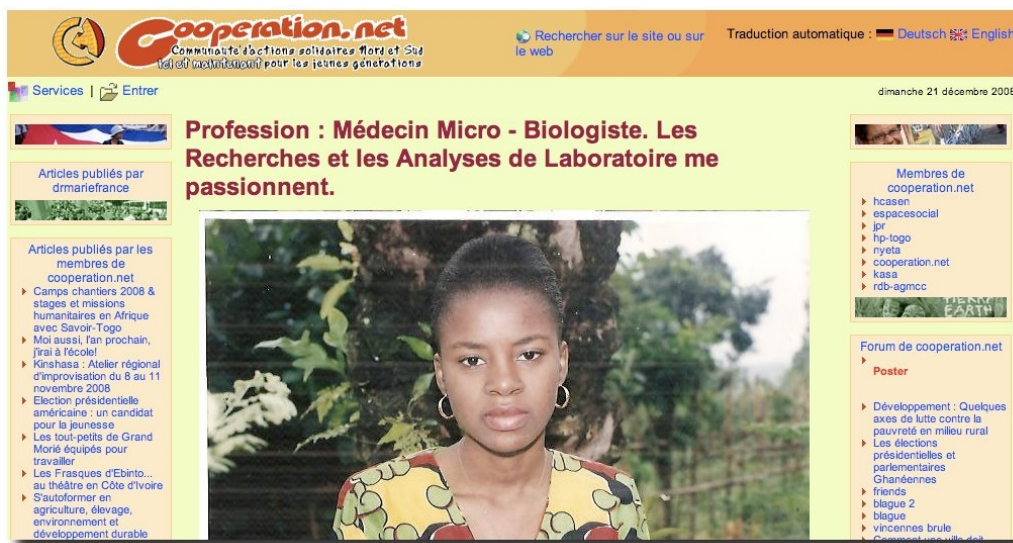 Cooperation.net
Communauté d'actions solidaires Nord et Sud
Ici et maintenant pour les jeunes générations
Rechercher sur le site ou sur
le web
Traduction automatique : Deutsch English
Services | Entrer
dimanche 21 décembre 2008
Articles publiés par
drmariefrance
Articles publiés par les
membres de
cooperation.net
Camps chantiers 2008 &
stages et missions
humanitaires en Afrique
avec Savoir-Togo
Moi aussi, l'an prochain,
j'irai à l'école!
Kinshasa : Atelier régional
d'improvisation du 8 au 11
novembre 2008
Election présidentielle
américaine : un candidat
pour la jeunesse
Les tout-petits de Grand
Morié équipés pour
travailler
Les Frasques d'Ebinto...
au théâtre en Côte d'Ivoire
S'autoformer en
agriculture, élevage,
environnement et
développement durable
Profession : Médecin Micro - Biologiste. Les
Recherches et les Analyses de Laboratoire me
passionnent.
Membres de
cooperation.net
hcasen
espacesocial
jpr
hp-togo
nyeta
cooperation.net
kasa
rdb-agmcc
TIERRA
EARTH
Forum de cooperation.net
Poster
Développement : Quelques
axes de lutte contre la
pauvreté en milieu rural
Les élections
présidentielles et
parlementaires
Ghanéennes
friends
blague 2
blague
vincennes brule
Comment une ville doit